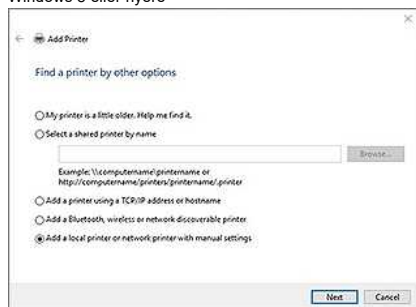 Windows 8 eller nyere
Add Printer
Find a printer by other options
My printer is a little older. Help me find it.
Select a shared printer by name
Browse...
Example: \\computername\printername or
http://computername/printers/printername/.printer
Add a printer using a TCP/IP address or hostname
Add a Bluetooth, wireless or network discoverable printer
Add a local printer or network printer with manual settings
Next Cancel